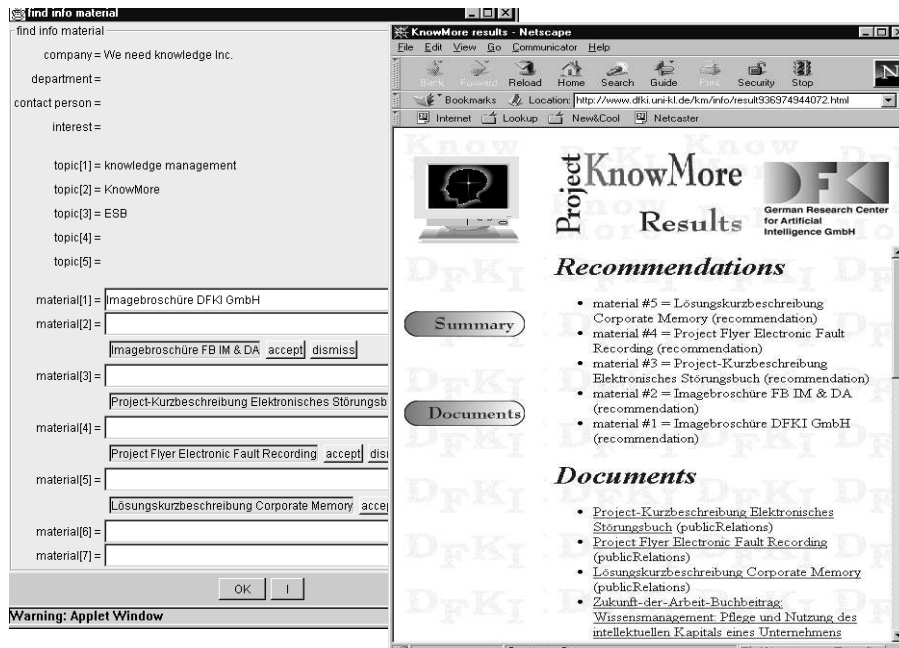 find info material
find info material
company = We need knowledge Inc.
department =
contact person =
interest =
topic[1] = knowledge management
topic[2] = KnowMore
topic[3] = ESB
topic[4] =
topic[5] =
material[1] = Imagebroschüre DFKI GmbH
material[2] =
Imagebroschüre FB IM & DA accept dismiss
material[3] =
Project-Kurzbeschreibung Elektronisches Störungsb
material[4] =
Project Flyer Electronic Fault Recording accept dis
material[5] =
Lösungskurzbeschreibung Corporate Memory acce
material[6] =
material[7] =
OK I
Warning: Applet Window
KnowMore results - Netscape
File Edit View Go Communicator Help
Back Forward Reload Home Search Guide Print Security Stop
N
Bookmarks Location: http://www.dfki.uni-kl.de/km/info/result936974944072.html
Internet Lookup New&Cool Netcaster
Project KnowMore
Results
DFK
German Research Center
for Artificial
Intelligence GmbH
Summary
Documents
Recommendations
• material #5 = Lösungskurzbeschreibung
Corporate Memory (recommendation)
• material #4 = Project Flyer Electronic Fault
Recording (recommendation)
• material #3 = Project-Kurzbeschreibung
Elektronisches Störungsbuch (recommendation)
• material #2 = Imagebroschüre FB IM & DA
(recommendation)
• material #1 = Imagebroschüre DFKI GmbH
(recommendation)
Documents
• Project-Kurzbeschreibung Elektronisches
Störungsbuch (publicRelations)
• Project Flyer Electronic Fault Recording
(publicRelations)
• Lösungskurzbeschreibung Corporate Memory
(publicRelations)
• Zukunft-der-Arbeit-Buchbeitrag:
Wissensmanagement: Pflege und Nutzung des
intellektuellen Kapitals eines Unternehmens